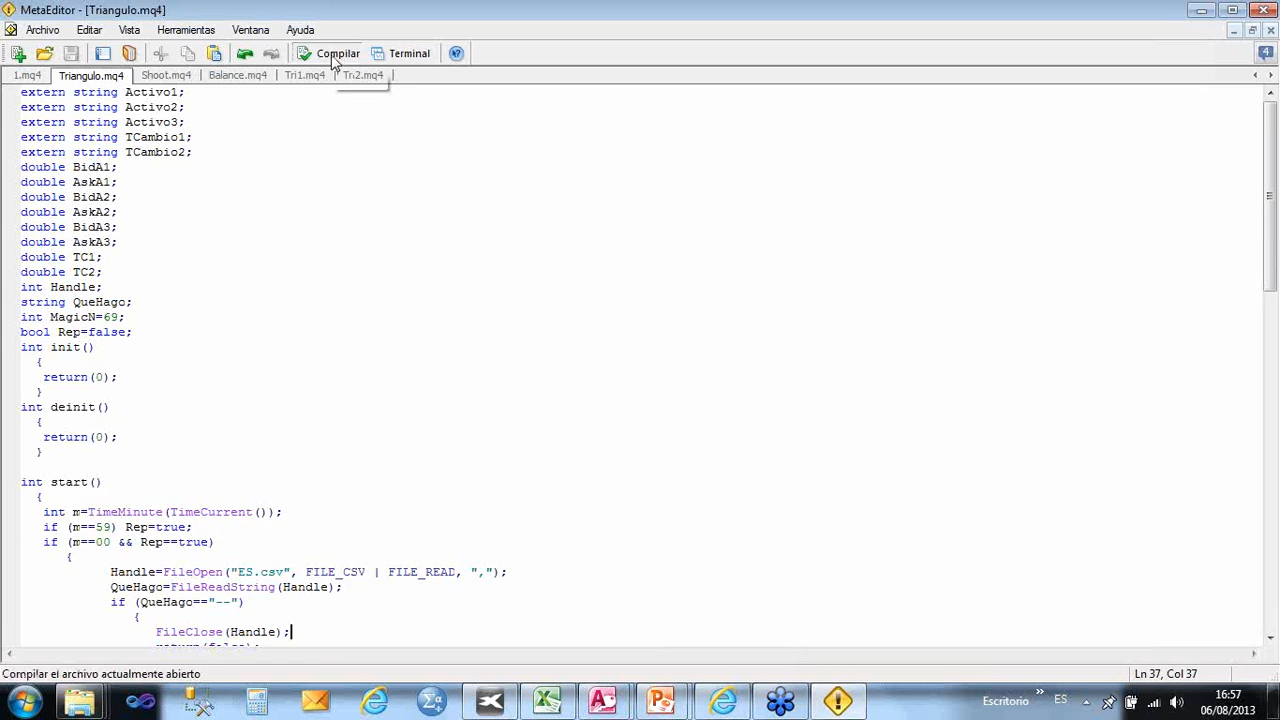 MetaEditor - [Triangulo.mq4]
Archivo Editar Vista Herramientas Ventana Ayuda
Compilar Terminal
4
1.mq4 Triangulo.mq4 Shoot.mq4 Balance.mq4 Tri1.mq4 Tri2.mq4
extern string Activo1;
extern string Activo2;
extern string Activo3;
extern string TCambio1;
extern string TCambio2;
double BidA1;
double AskA1;
double BidA2;
double AskA2;
double BidA3;
double AskA3;
double TC1;
double TC2;
int Handle;
string QueHago;
int MagicN=69;
bool Rep=false;
int init()
{
return(0);
}
int deinit()
{
return(0);
}
int start()
{
int m=TimeMinute(TimeCurrent());
if (m==59) Rep=true;
if (m==00 && Rep==true)
{
Handle=FileOpen("ES.csv", FILE_CSV | FILE_READ, ",");
QueHago=FileReadString(Handle);
if (QueHago=="--")
{
FileClose(Handle);
return(false);
Compilar el archivo actualmente abierto
Ln 37, Col 37
Escritorio » ES
16:57
06/08/2013